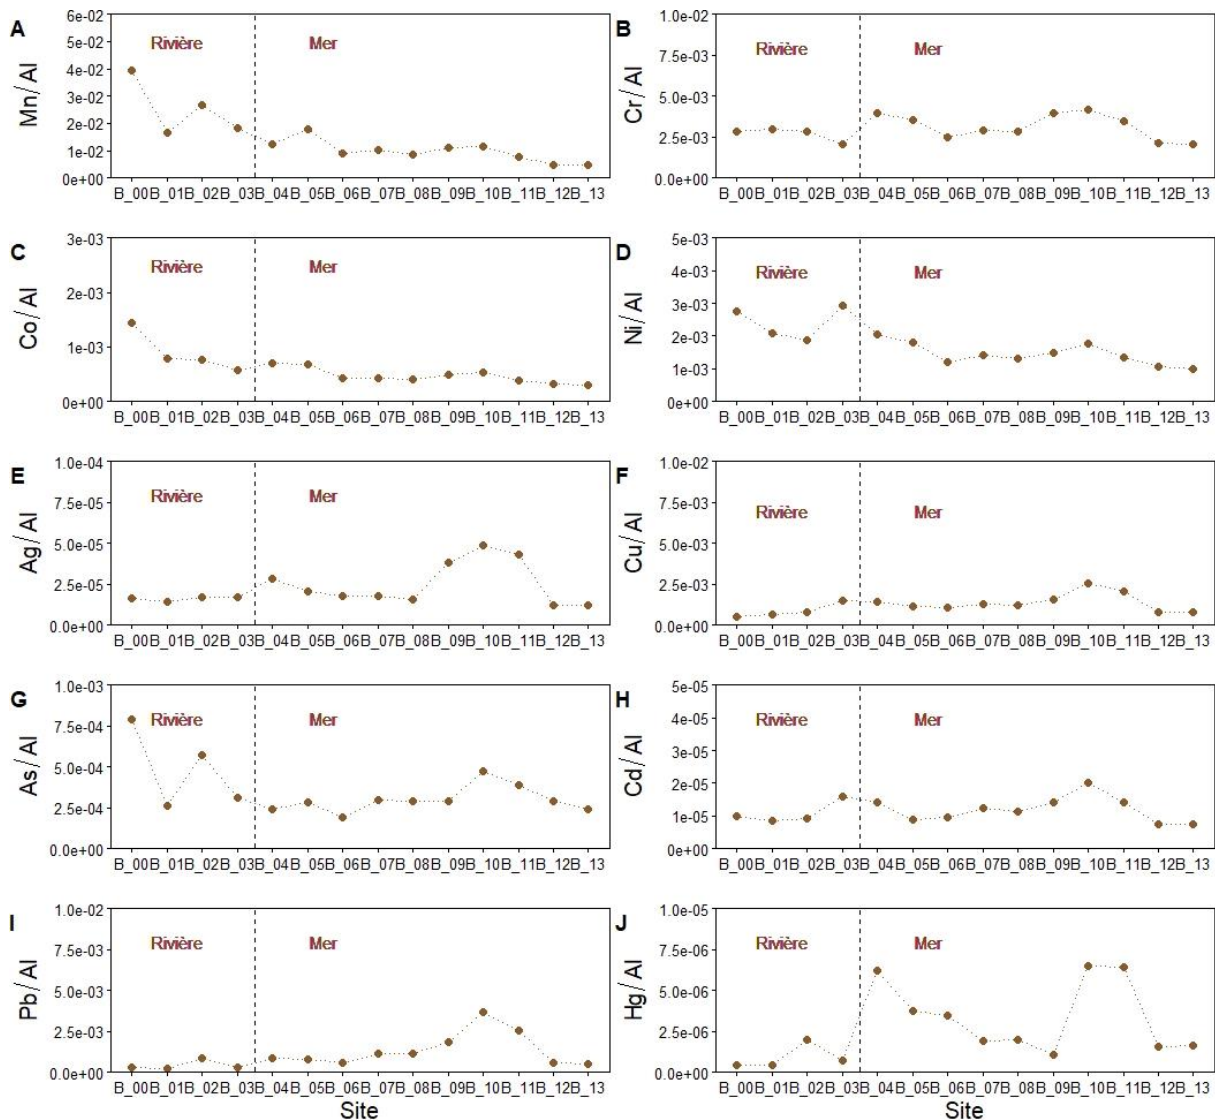 A
Mn/Al
6e-02
5e-02
4e-02
3e-02
2e-02
1e-02
0e+00
Rivière
Mer
B_00B_01B_02B_03B_04B_05B_06B_07B_08B_09B_10B_11B_12B_13
B
Cr/Al
1.0e-02
7.5e-03
5.0e-03
2.5e-03
0.0e+00
Rivière
Mer
B_00B_01B_02B_03B_04B_05B_06B_07B_08B_09B_10B_11B_12B_13
C
Co/Al
3e-03
2e-03
1e-03
0e+00
Rivière
Mer
B_00B_01B_02B_03B_04B_05B_06B_07B_08B_09B_10B_11B_12B_13
D
Ni/Al
5e-03
4e-03
3e-03
2e-03
1e-03
0e+00
Rivière
Mer
B_00B_01B_02B_03B_04B_05B_06B_07B_08B_09B_10B_11B_12B_13
E
Ag/Al
1.0e-04
7.5e-05
5.0e-05
2.5e-05
0.0e+00
Rivière
Mer
B_00B_01B_02B_03B_04B_05B_06B_07B_08B_09B_10B_11B_12B_13
F
Cu/Al
1.0e-02
7.5e-03
5.0e-03
2.5e-03
0.0e+00
Rivière
Mer
B_00B_01B_02B_03B_04B_05B_06B_07B_08B_09B_10B_11B_12B_13
G
As/Al
1.0e-03
7.5e-04
5.0e-04
2.5e-04
0.0e+00
Rivière
Mer
B_00B_01B_02B_03B_04B_05B_06B_07B_08B_09B_10B_11B_12B_13
H
Cd/Al
5e-05
4e-05
3e-05
2e-05
1e-05
0e+00
Rivière
Mer
B_00B_01B_02B_03B_04B_05B_06B_07B_08B_09B_10B_11B_12B_13
I
Pb/Al
1.0e-02
7.5e-03
5.0e-03
2.5e-03
0.0e+00
Rivière
Mer
B_00B_01B_02B_03B_04B_05B_06B_07B_08B_09B_10B_11B_12B_13
Site
J
Hg/Al
1.0e-05
7.5e-06
5.0e-06
2.5e-06
0.0e+00
Rivière
Mer
B_00B_01B_02B_03B_04B_05B_06B_07B_08B_09B_10B_11B_12B_13
Site